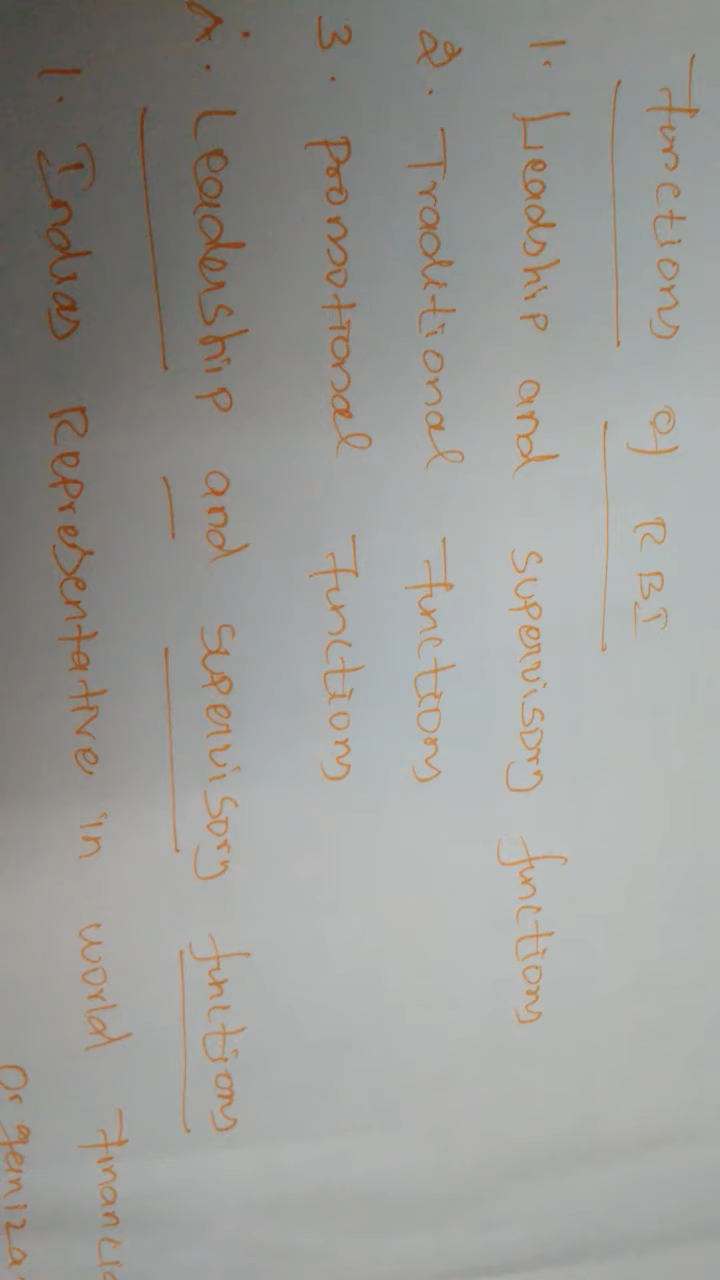 Functions of RBI
1. Leadship and supervisory functions
2. Traditional Functions
3. Promotional Functions
A. Leadership and supervisory functions
1. Indias Representative in world